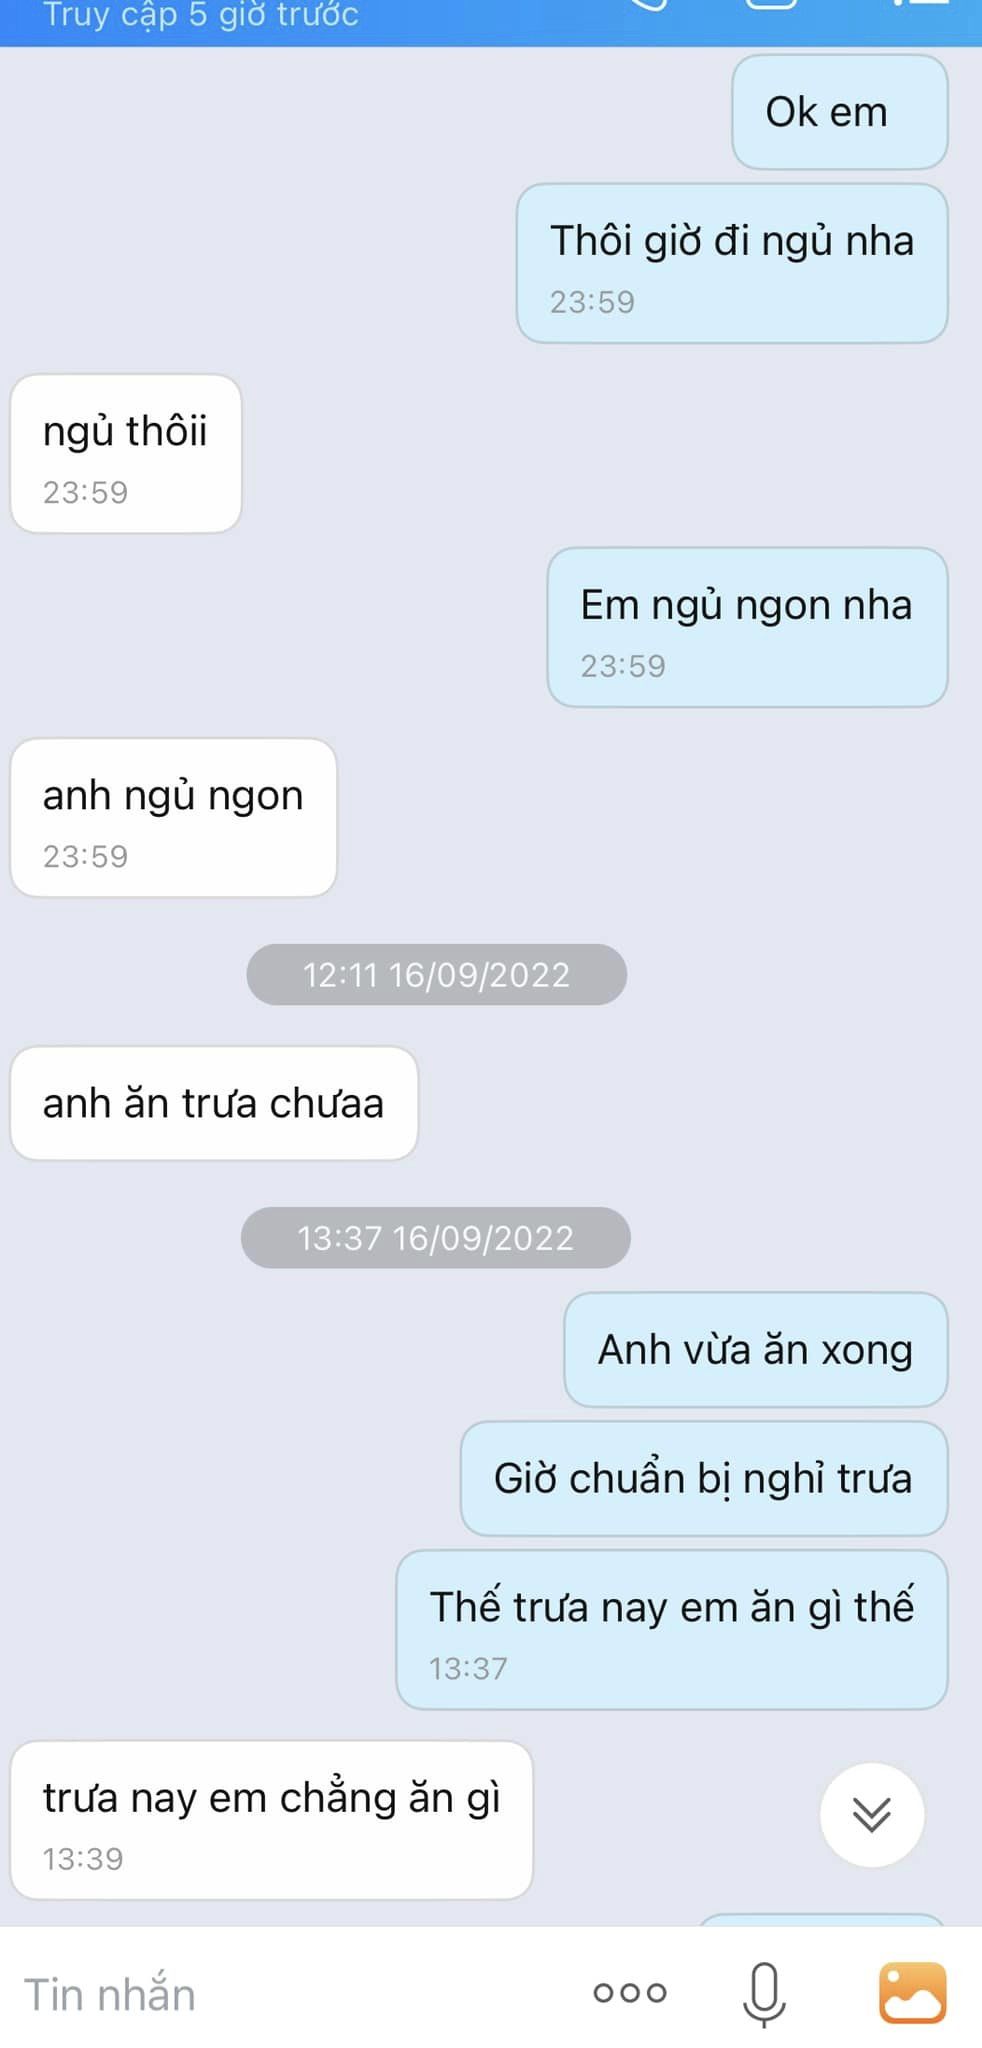 Truy cập 5 giờ trước
Ok em
Thôi giờ đi ngủ nha
23:59
ngủ thôii
23:59
Em ngủ ngon nha
23:59
anh ngủ ngon
23:59
12:11 16/09/2022
anh ăn trưa chưaa
13:37 16/09/2022
Anh vừa ăn xong
Giờ chuẩn bị nghỉ trưa
Thế trưa nay em ăn gì thế
13:37
trưa nay em chẳng ăn gì
13:39
Tin nhắn